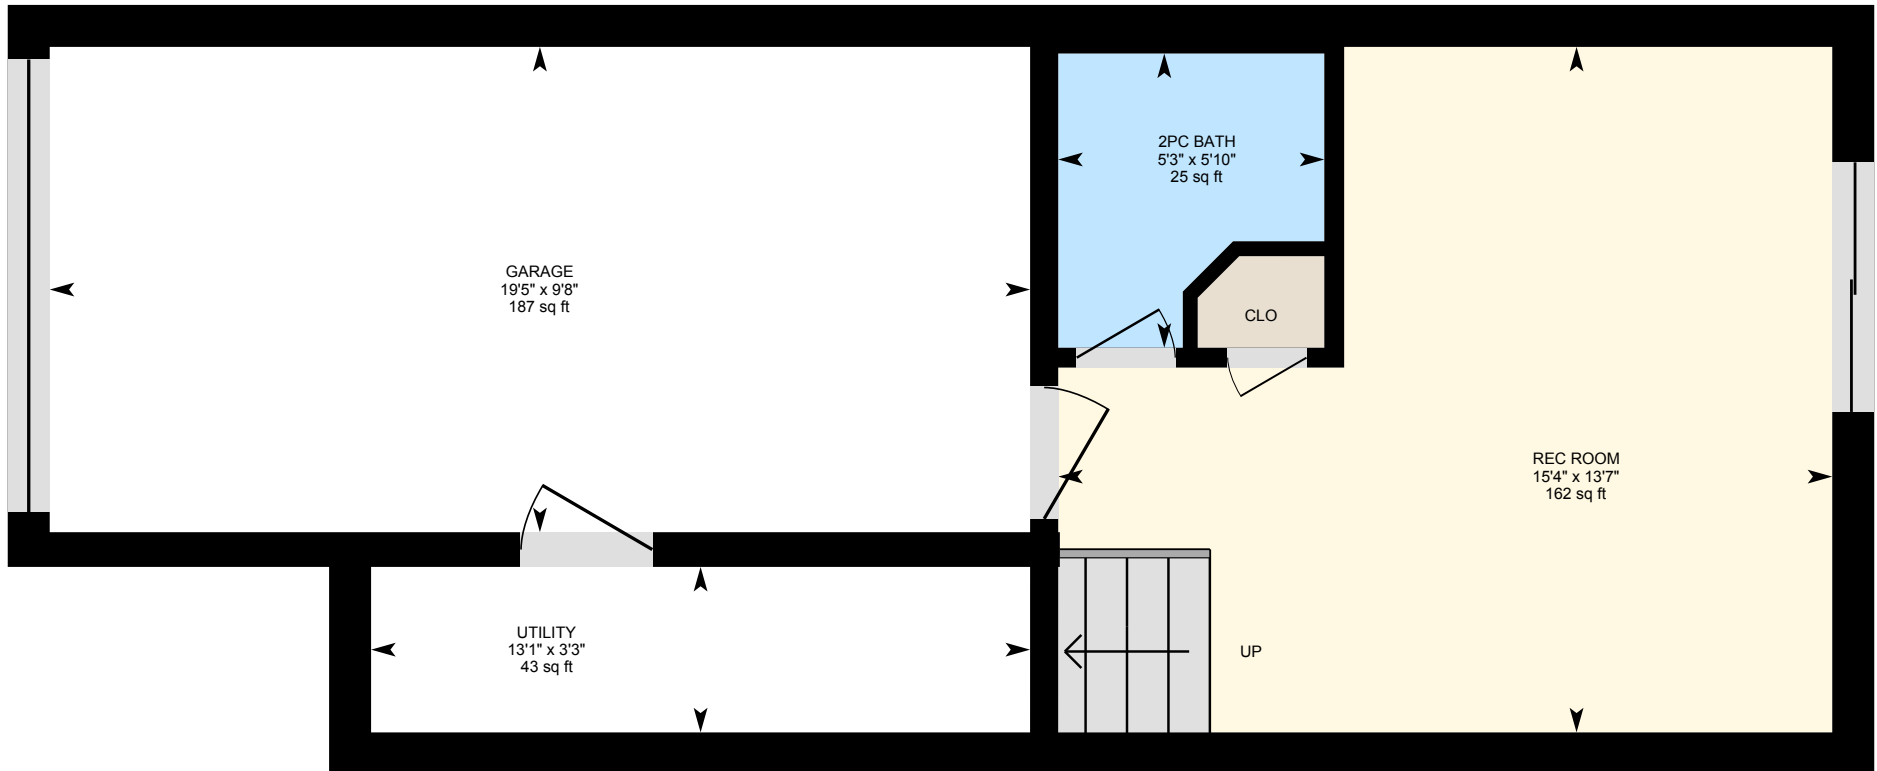 2PC BATH
5'3" x 5'10"
25 sq ft
GARAGE
19'5" x 9'8"
187 sq ft
CLO
REC ROOM
15'4" x 13'7"
162 sq ft
UTILITY
13'1" x 3'3"
43 sq ft
UP